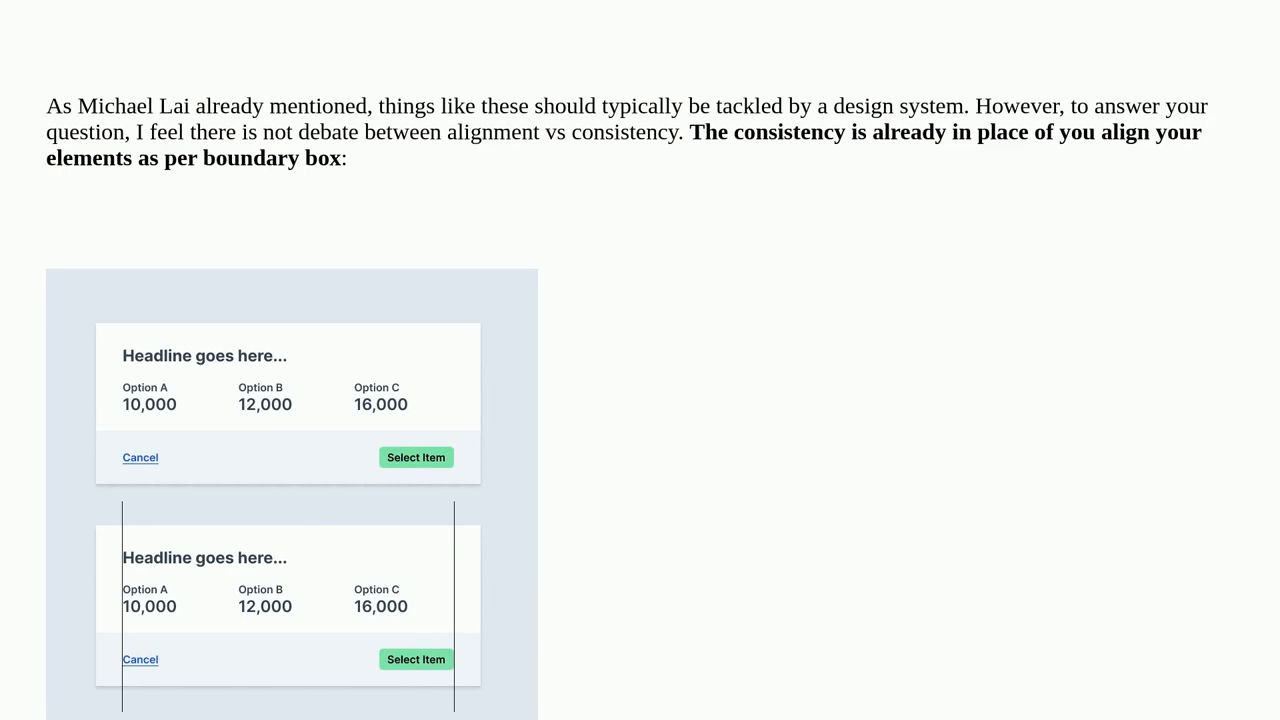 As Michael Lai already mentioned, things like these should typically be tackled by a design system. However, to answer your
question, I feel there is not debate between alignment vs consistency. The consistency is already in place of you align your
elements as per boundary box:
Headline goes here...
Option A Option B Option C
10,000 12,000 16,000
Cancel Select Item
Headline goes here...
Option A Option B Option C
10,000 12,000 16,000
Cancel Select Item